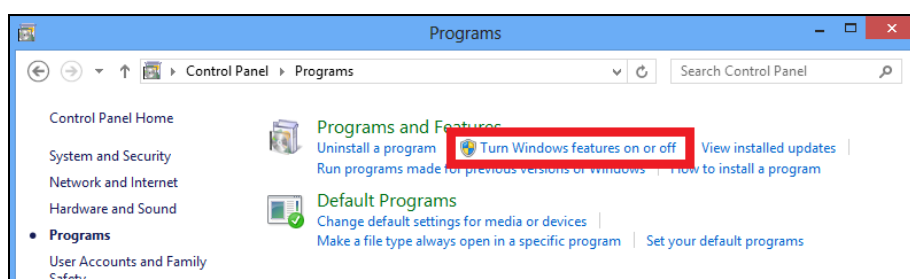 Programs
Control Panel Programs
Search Control Panel
Control Panel Home
System and Security
Network and Internet
Hardware and Sound
Programs
User Accounts and Family
Safety
Programs and Features
Uninstall a program
Turn Windows features on or off
View installed updates
Run programs made for previous versions of Windows
How to install a program
Default Programs
Change default settings for media or devices
Make a file type always open in a specific program
Set your default programs